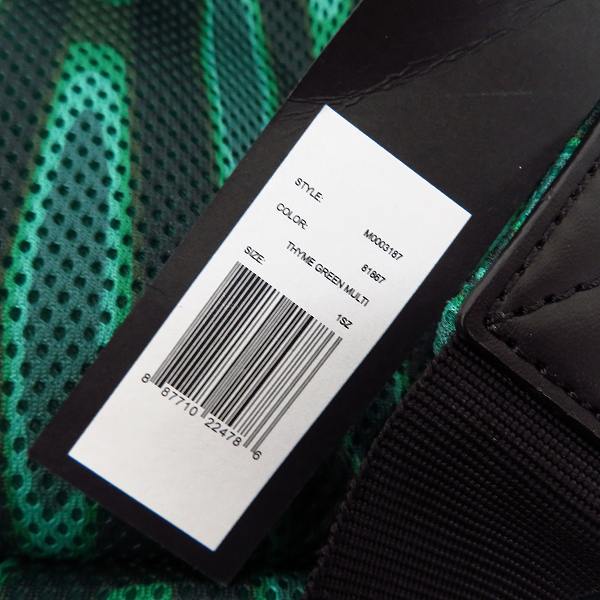 STYLE: M0003187
COLOR: 81867
THYME GREEN MULTI
SIZE: 1SZ
8 87710 22478 6